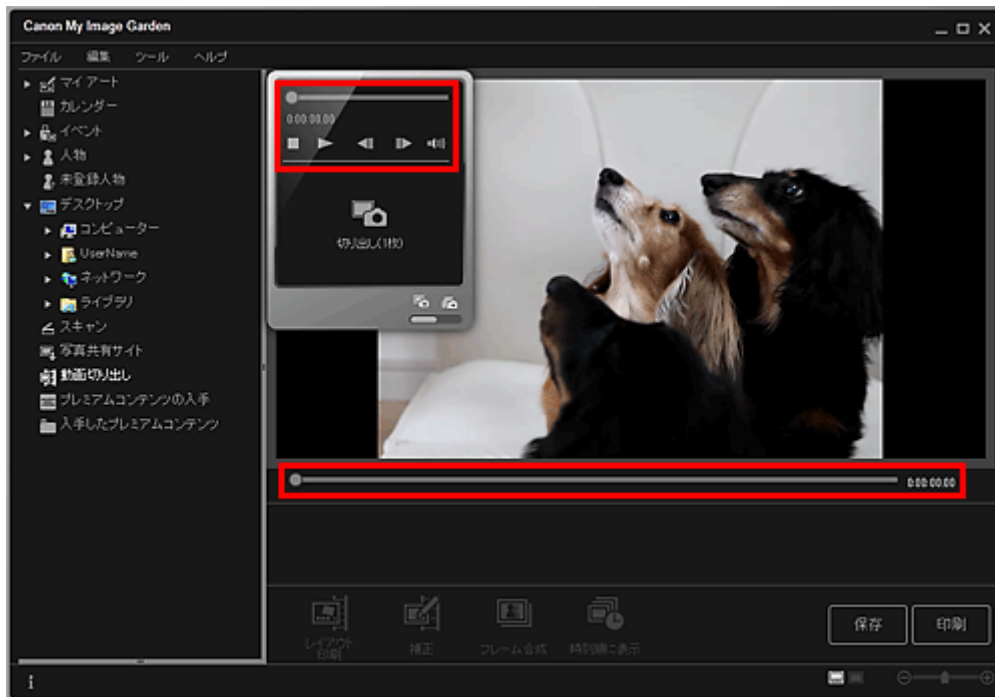 Canon My Image Garden
ファイル 編集 ツール ヘルプ
マイ アート
カレンダー
イベント
人物
未登録人物
デスクトップ
コンピューター
UserName
ネットワーク
ライブラリ
スキャン
写真共有サイト
動画切り出し
プレミアムコンテンツの入手
入手したプレミアムコンテンツ
0:00:00.00
切り出し(1秒)
0:00:00.00
レイアウト
印刷
補正
フレーム合成
時刻順に表示
保存
印刷